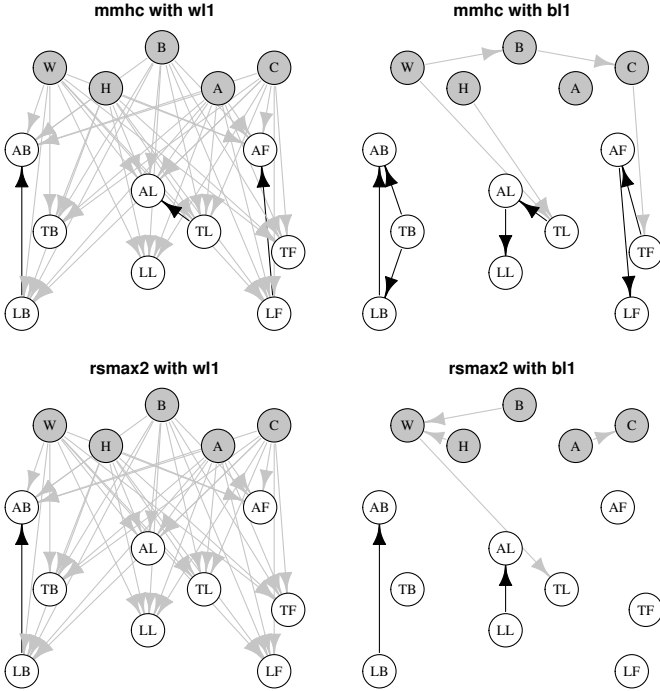 mmhc with wl1
mmhc with bl1
B
W
C
H
A
AB
AF
AL
TB
TL
TF
LL
LB
LF
B
W
C
H
A
AB
AF
AL
TB
TL
TF
LL
LB
LF
rsmax2 with wl1
rsmax2 with bl1
B
W
C
H
A
AB
AF
AL
TB
TL
TF
LL
LB
LF
B
W
C
H
A
AB
AF
AL
TB
TL
TF
LL
LB
LF